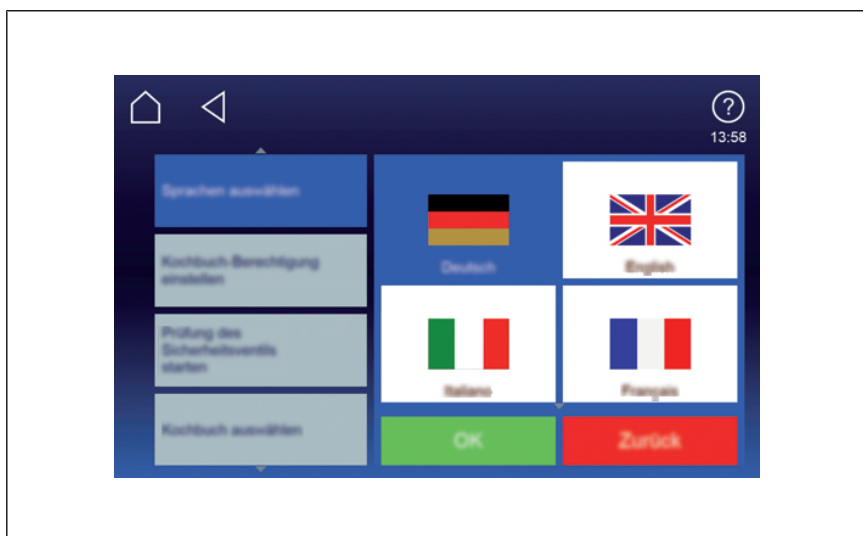 13:58
Sprachen auswählen
Kochbuch-Berechtigung
einstellen
Prüfung des
Sicherheitsventils
starten
Kochbuch auswählen
Deutsch
English
Italiano
Français
OK
Zurück